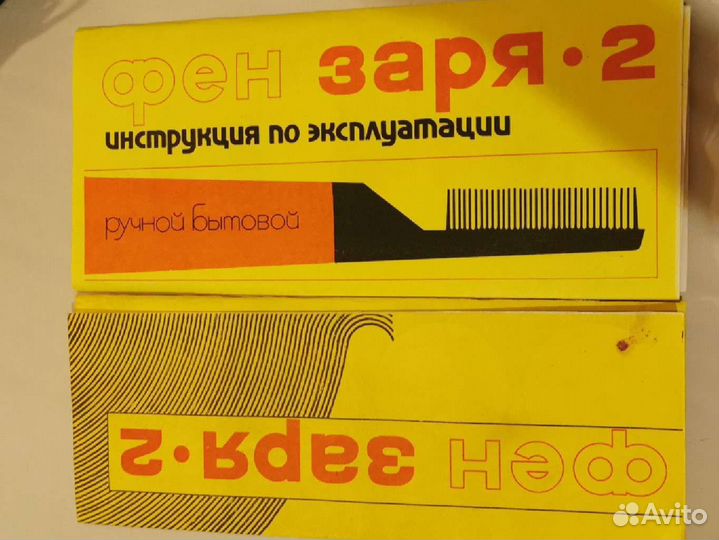 фен заря·2
инструкция по эксплуатации
ручной бытовой
фен заря·2
Avito